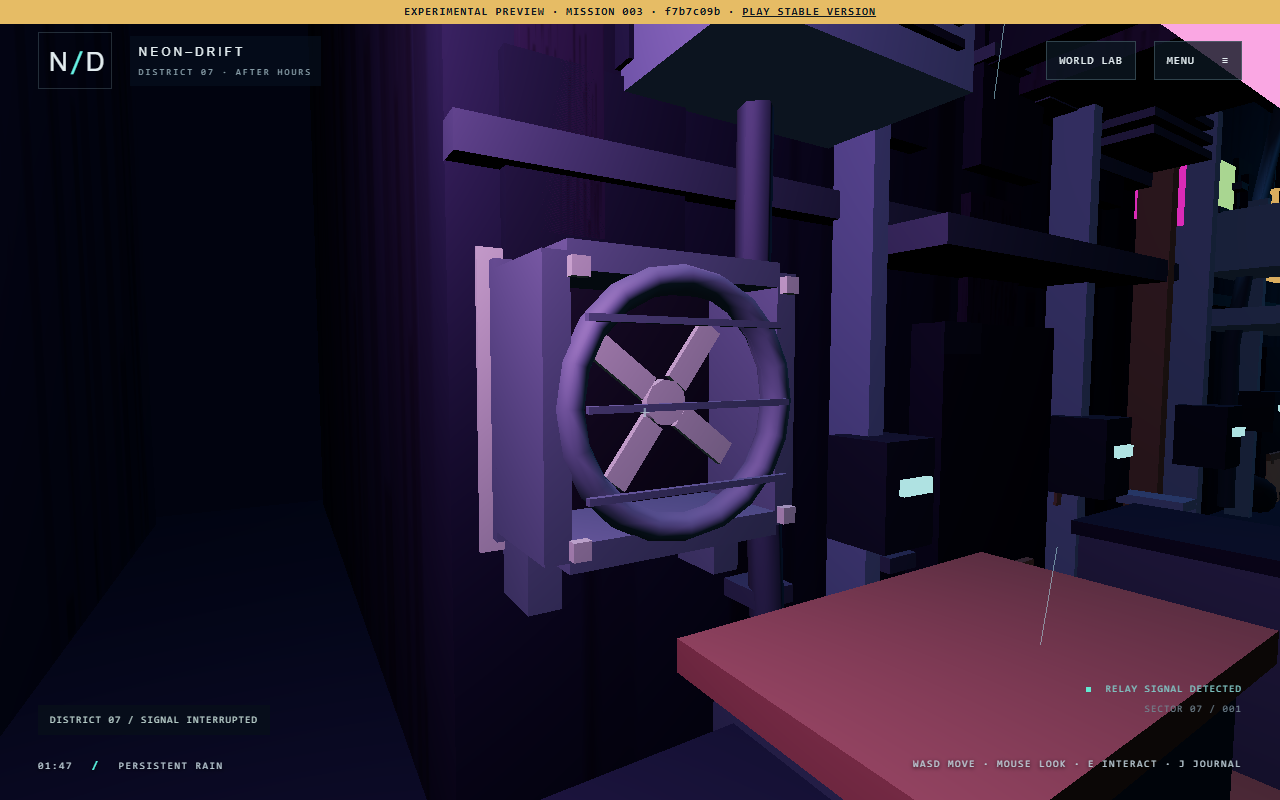 EXPERIMENTAL PREVIEW · MISSION 003 · f7b7c09b · PLAY STABLE VERSION
N/D
NEON—DRIFT
DISTRICT 07 · AFTER HOURS
WORLD LAB
MENU ≡
RELAY SIGNAL DETECTED
SECTOR 07 / 001
DISTRICT 07 / SIGNAL INTERRUPTED
01:47 / PERSISTENT RAIN
WASD MOVE · MOUSE LOOK · E INTERACT · J JOURNAL